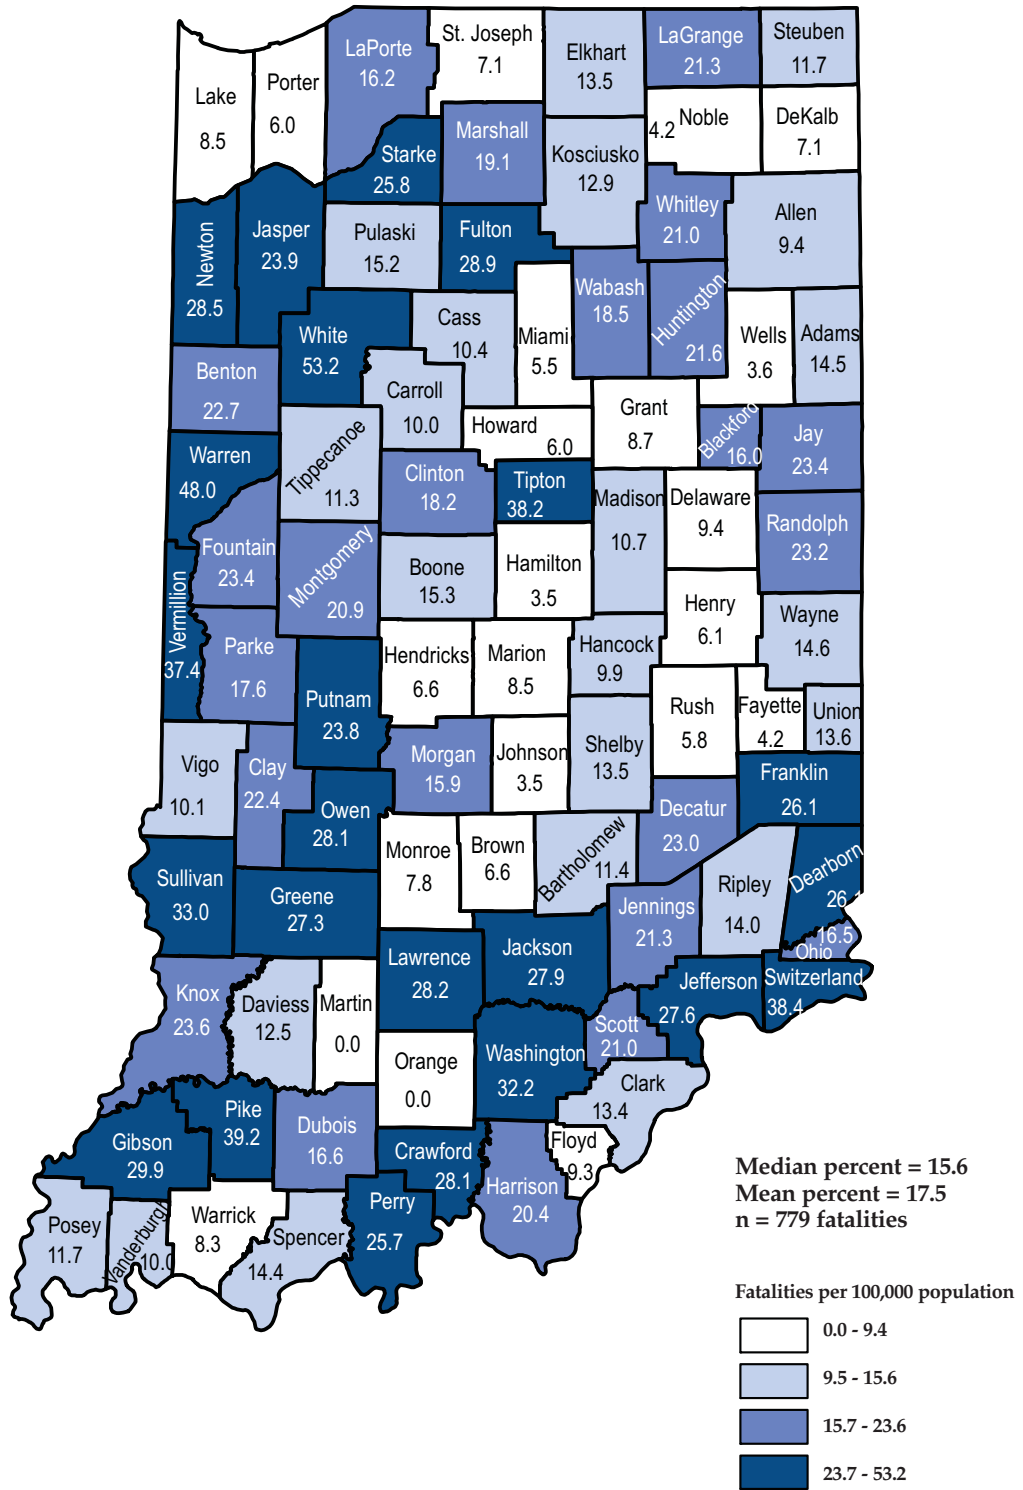 St. Joseph
7.1
LaPorte
16.2
Elkhart
13.5
LaGrange
21.3
Steuben
11.7
Lake
8.5
Porter
6.0
Noble
4.2
DeKalb
7.1
Marshall
19.1
Starke
25.8
Kosciusko
12.9
Whitley
21.0
Allen
9.4
Newton
28.5
Jasper
23.9
Pulaski
15.2
Fulton
28.9
Wabash
18.5
Huntington
21.6
White
53.2
Cass
10.4
Miami
5.5
Wells
3.6
Adams
14.5
Benton
22.7
Carroll
10.0
Howard
6.0
Grant
8.7
Blackford
16.0
Jay
23.4
Warren
48.0
Tippecanoe
11.3
Clinton
18.2
Tipton
38.2
Madison
10.7
Delaware
9.4
Randolph
23.2
Fountain
23.4
Montgomery
20.9
Boone
15.3
Hamilton
3.5
Henry
6.1
Wayne
14.6
Vermillion
37.4
Parke
17.6
Putnam
23.8
Hendricks
6.6
Marion
8.5
Hancock
9.9
Rush
5.8
Fayette
4.2
Union
13.6
Vigo
10.1
Clay
22.4
Morgan
15.9
Johnson
3.5
Shelby
13.5
Franklin
26.1
Owen
28.1
Decatur
23.0
Monroe
7.8
Brown
6.6
Bartholomew
11.4
Ripley
14.0
Dearborn
26.1
Sullivan
33.0
Greene
27.3
Jennings
21.3
16.5
Ohio
Lawrence
28.2
Jackson
27.9
Jefferson
27.6
Switzerland
38.4
Knox
23.6
Daviess
12.5
Martin
0.0
Orange
0.0
Washington
32.2
Scott
21.0
Clark
13.4
Gibson
29.9
Pike
39.2
Dubois
16.6
Crawford
28.1
Floyd
9.3
Harrison
20.4
Perry
25.7
Posey
11.7
Vanderburgh
10.0
Warrick
8.3
Spencer
14.4
Median percent = 15.6
Mean percent = 17.5
n = 779 fatalities
Fatalities per 100,000 population
0.0 - 9.4
9.5 - 15.6
15.7 - 23.6
23.7 - 53.2